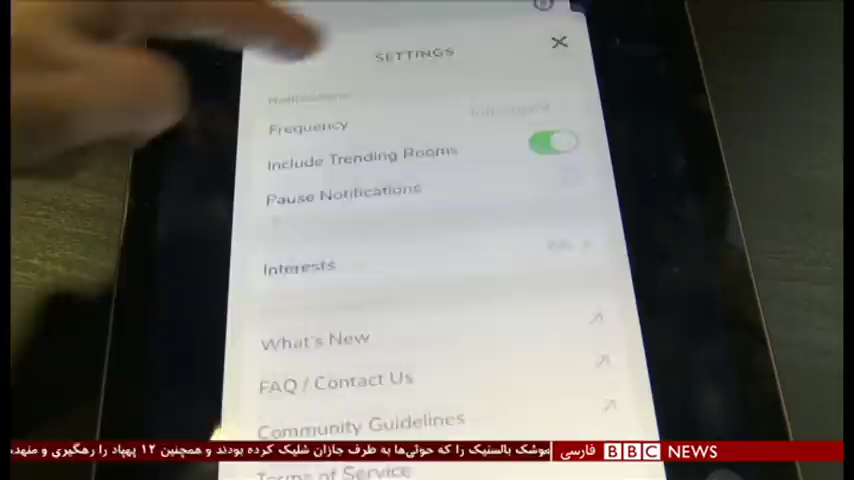 SETTINGS
Notifications
Frequency
Include Trending Rooms
Pause Notifications
Interests
What's New
FAQ / Contact Us
Community Guidelines
موشک بالستیک را که حوثی‌ها به طرف جازان شلیک کرده بودند و همچنین ۱۲ پهپاد را رهگیری و منهد
BBC NEWS فارسی
Terms of Service